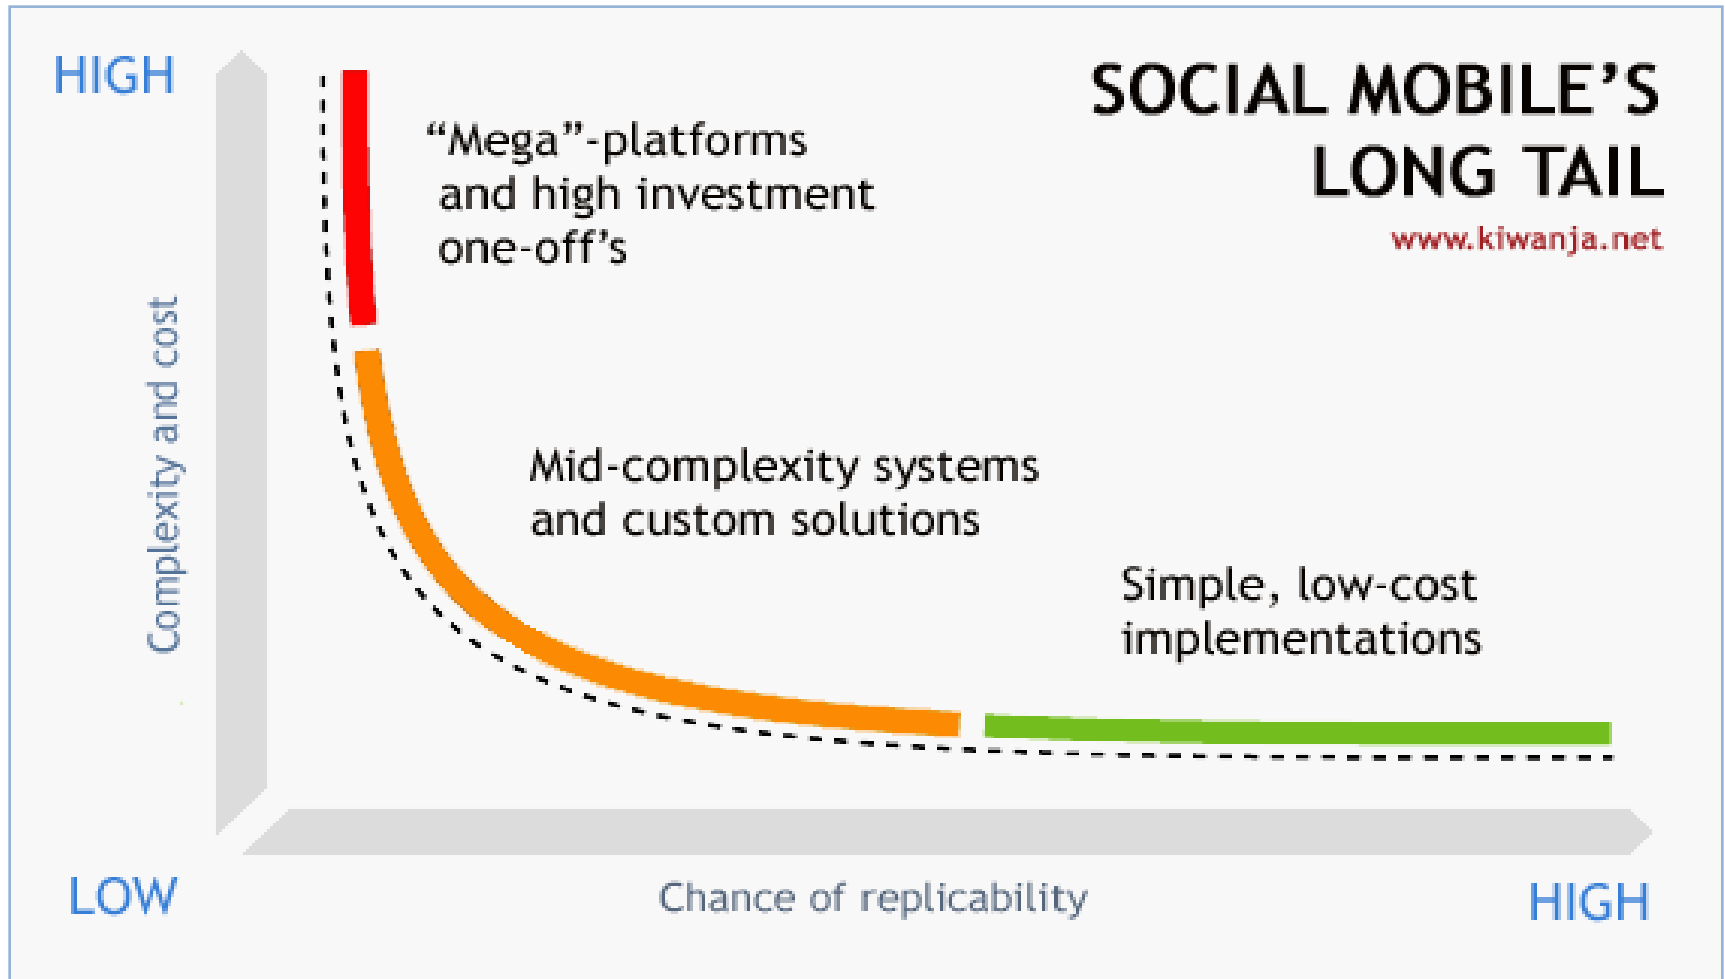 SOCIAL MOBILE’S
LONG TAIL
www.kiwanja.net
HIGH
“Mega”-platforms
and high investment
one-off’s
Complexity and cost
Mid-complexity systems
and custom solutions
Simple, low-cost
implementations
LOW
Chance of replicability
HIGH